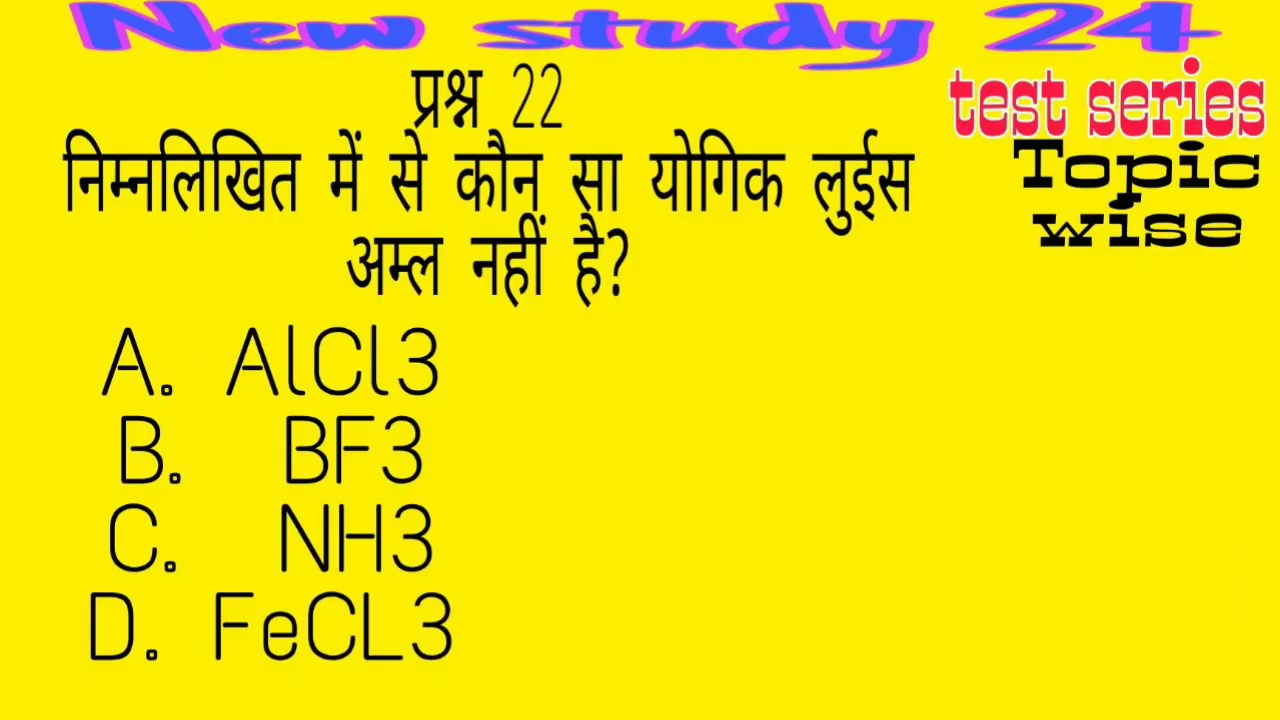 New study 24
test series
Topic
wise
प्रश्न 22
निम्नलिखित में से कौन सा योगिक लुईस
अम्ल नहीं है?
A. AlCl3
B. BF3
C. NH3
D. FeCL3